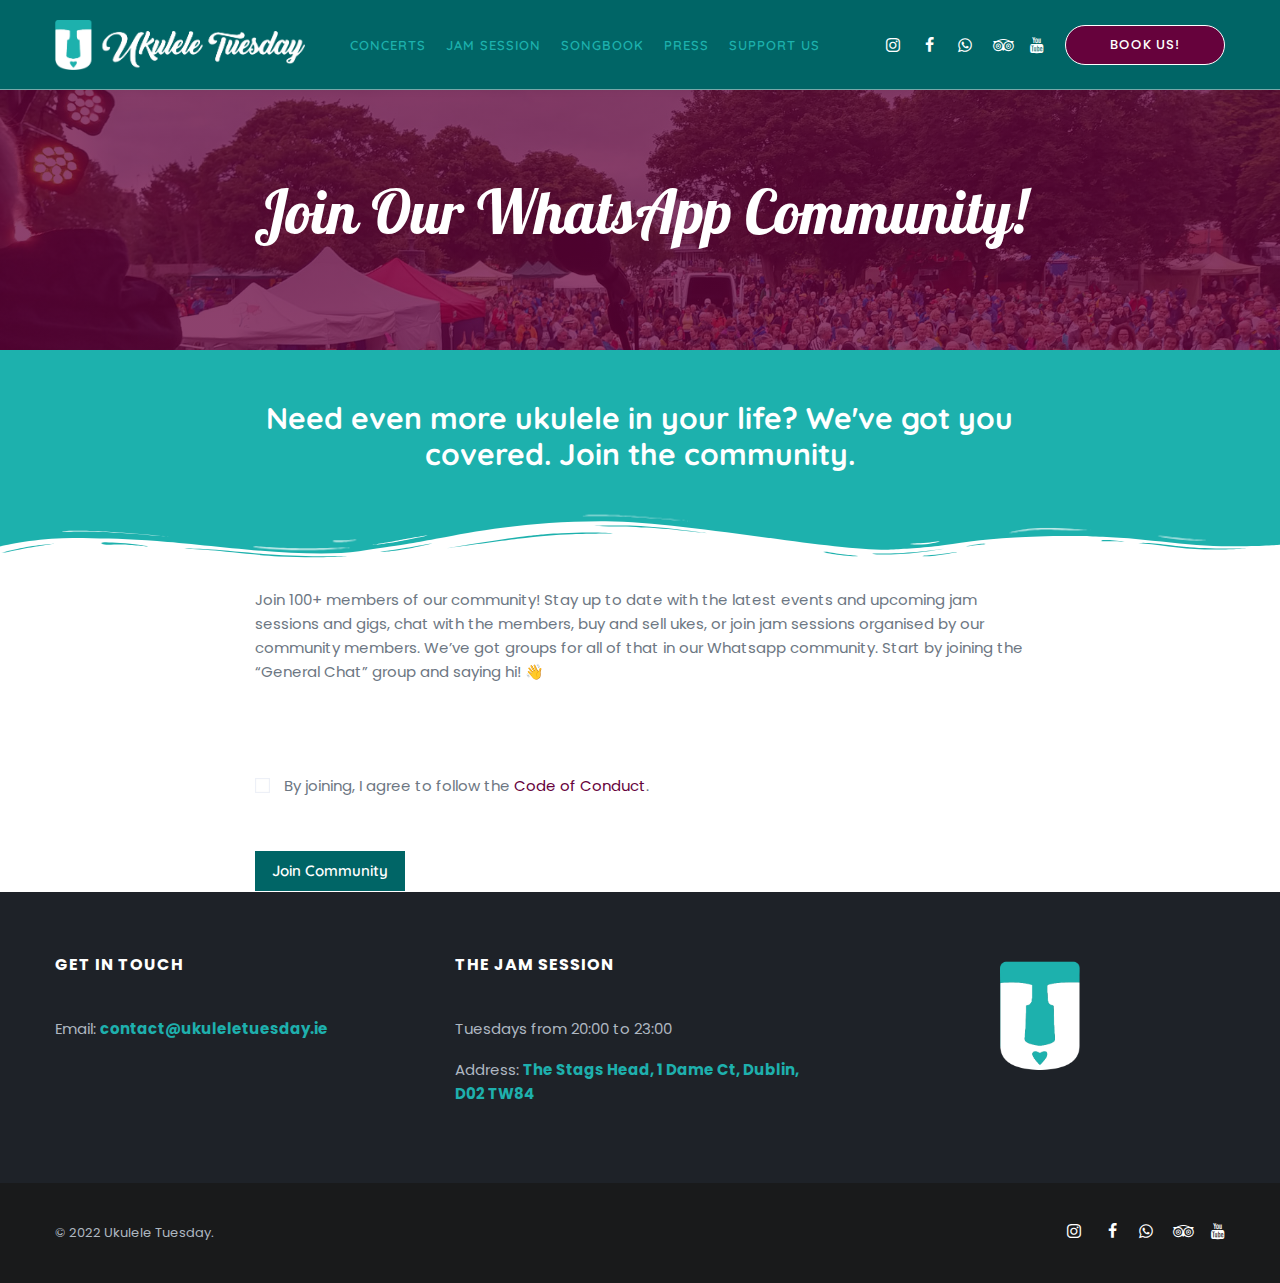 Ukulele Tuesday
CONCERTS JAM SESSION SONGBOOK PRESS SUPPORT US
You Tube
BOOK US!
Join Our WhatsApp Community!
Need even more ukulele in your life? We've got you
covered. Join the community.
Join 100+ members of our community! Stay up to date with the latest events and upcoming jam
sessions and gigs, chat with the members, buy and sell ukes, or join jam sessions organised by our
community members. We’ve got groups for all of that in our Whatsapp community. Start by joining the
“General Chat” group and saying hi! 👋
By joining, I agree to follow the Code of Conduct.
Join Community
GET IN TOUCH
Email: contact@ukuleletuesday.ie
THE JAM SESSION
Tuesdays from 20:00 to 23:00
Address: The Stags Head, 1 Dame Ct, Dublin,
D02 TW84
© 2022 Ukulele Tuesday.
You Tube